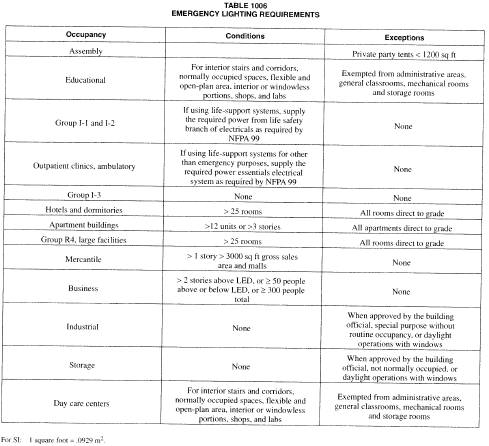 TABLE 1006
EMERGENCY LIGHTING REQUIREMENTS
Occupancy Conditions Exceptions
Assembly Private party tents < 1200 sq ft
Educational
For interior stairs and corridors,
normally occupied spaces, flexible and
open-plan area, interior or windowless
portions, shops, and labs
Exempted from administrative areas,
general classrooms, mechanical rooms
and storage rooms
Group I-1 and I-2
If using life-support systems, supply
the required power from life safety
branch of electricals as required by
NFPA 99
None
Outpatient clinics, ambulatory
If using life-support systems for other
than emergency purposes, supply the
required power essentials electrical
system as required by NFPA 99
None
Group I-3 None None
Hotels and dormitories > 25 rooms All rooms direct to grade
Apartment buildings >12 units or >3 stories All apartments direct to grade
Group R4, large facilities > 25 rooms All rooms direct to grade
Mercantile
> 1 story > 3000 sq ft gross sales
area and malls
None
Business
> 2 stories above LED, or ≥ 50 people
above or below LED, or ≥ 300 people
total
None
Industrial
None
When approved by the building
official, special purpose without
routine occupancy, or daylight
operations with windows
Storage
None
When approved by the building
official, not normally occupied, or
daylight operations with windows
Day care centers
For interior stairs and corridors,
normally occupied spaces, flexible and
open-plan area, interior or windowless
portions, shops, and labs
Exempted from administrative areas,
general classrooms, mechanical rooms
and storage rooms
For SI: 1 square foot = .0929 m².